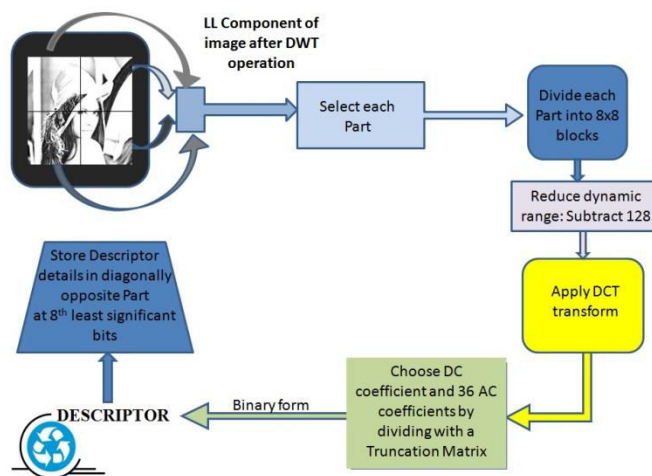 LL Component of
image after DWT
operation
Select each
Part
Divide each
Part into 8x8
blocks
Reduce dynamic
range: Subtract 128
Apply DCT
transform
Choose DC
coefficient and 36 AC
coefficients by
dividing with a
Truncation Matrix
Binary form
DESCRIPTOR
Store Descriptor
details in diagonally
opposite Part
at 8th least significant
bits